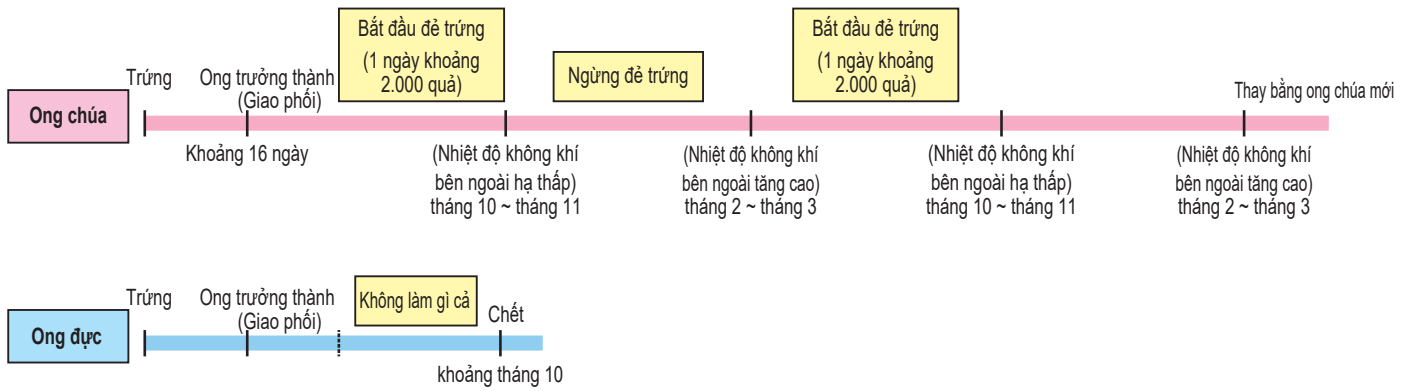 Bắt đầu đẻ trứng
(1 ngày khoảng
2.000 quả)
Ngừng đẻ trứng
Bắt đầu đẻ trứng
(1 ngày khoảng
2.000 quả)
Trứng
Ong trưởng thành
(Giao phối)
Thay bằng ong chúa mới
Ong chúa
Khoảng 16 ngày
(Nhiệt độ không khí
bên ngoài hạ thấp)
tháng 10 ~ tháng 11
(Nhiệt độ không khí
bên ngoài tăng cao)
tháng 2 ~ tháng 3
(Nhiệt độ không khí
bên ngoài hạ thấp)
tháng 10 ~ tháng 11
(Nhiệt độ không khí
bên ngoài tăng cao)
tháng 2 ~ tháng 3
Trứng
Ong trưởng thành
(Giao phối)
Không làm gì cả
Chết
Ong đực
khoảng tháng 10